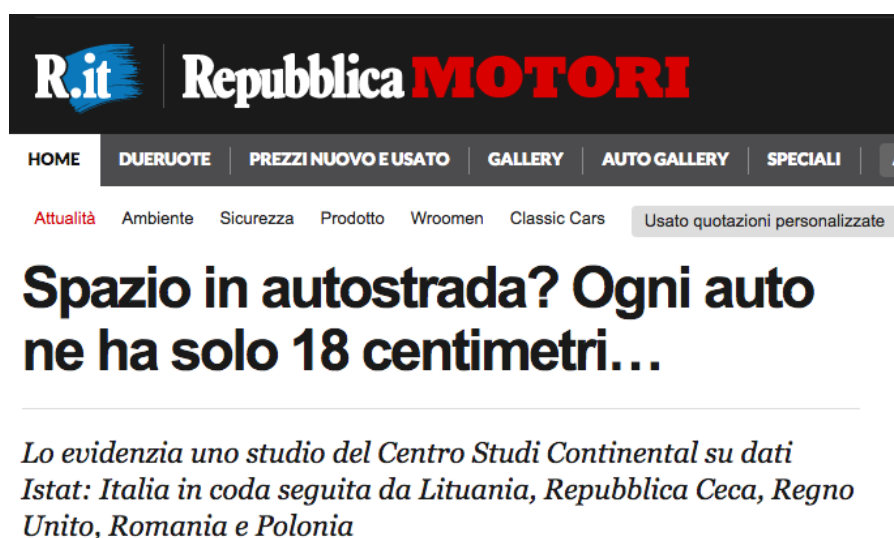 R.it Repubblica MOTORI
HOME DUERUOTE PREZZI NUOVO E USATO GALLERY AUTO GALLERY SPECIALI
Attualità Ambiente Sicurezza Prodotto Wroomen Classic Cars Usato quotazioni personalizzate
Spazio in autostrada? Ogni auto
ne ha solo 18 centimetri…
Lo evidenzia uno studio del Centro Studi Continental su dati
Istat: Italia in coda seguita da Lituania, Repubblica Ceca, Regno
Unito, Romania e Polonia